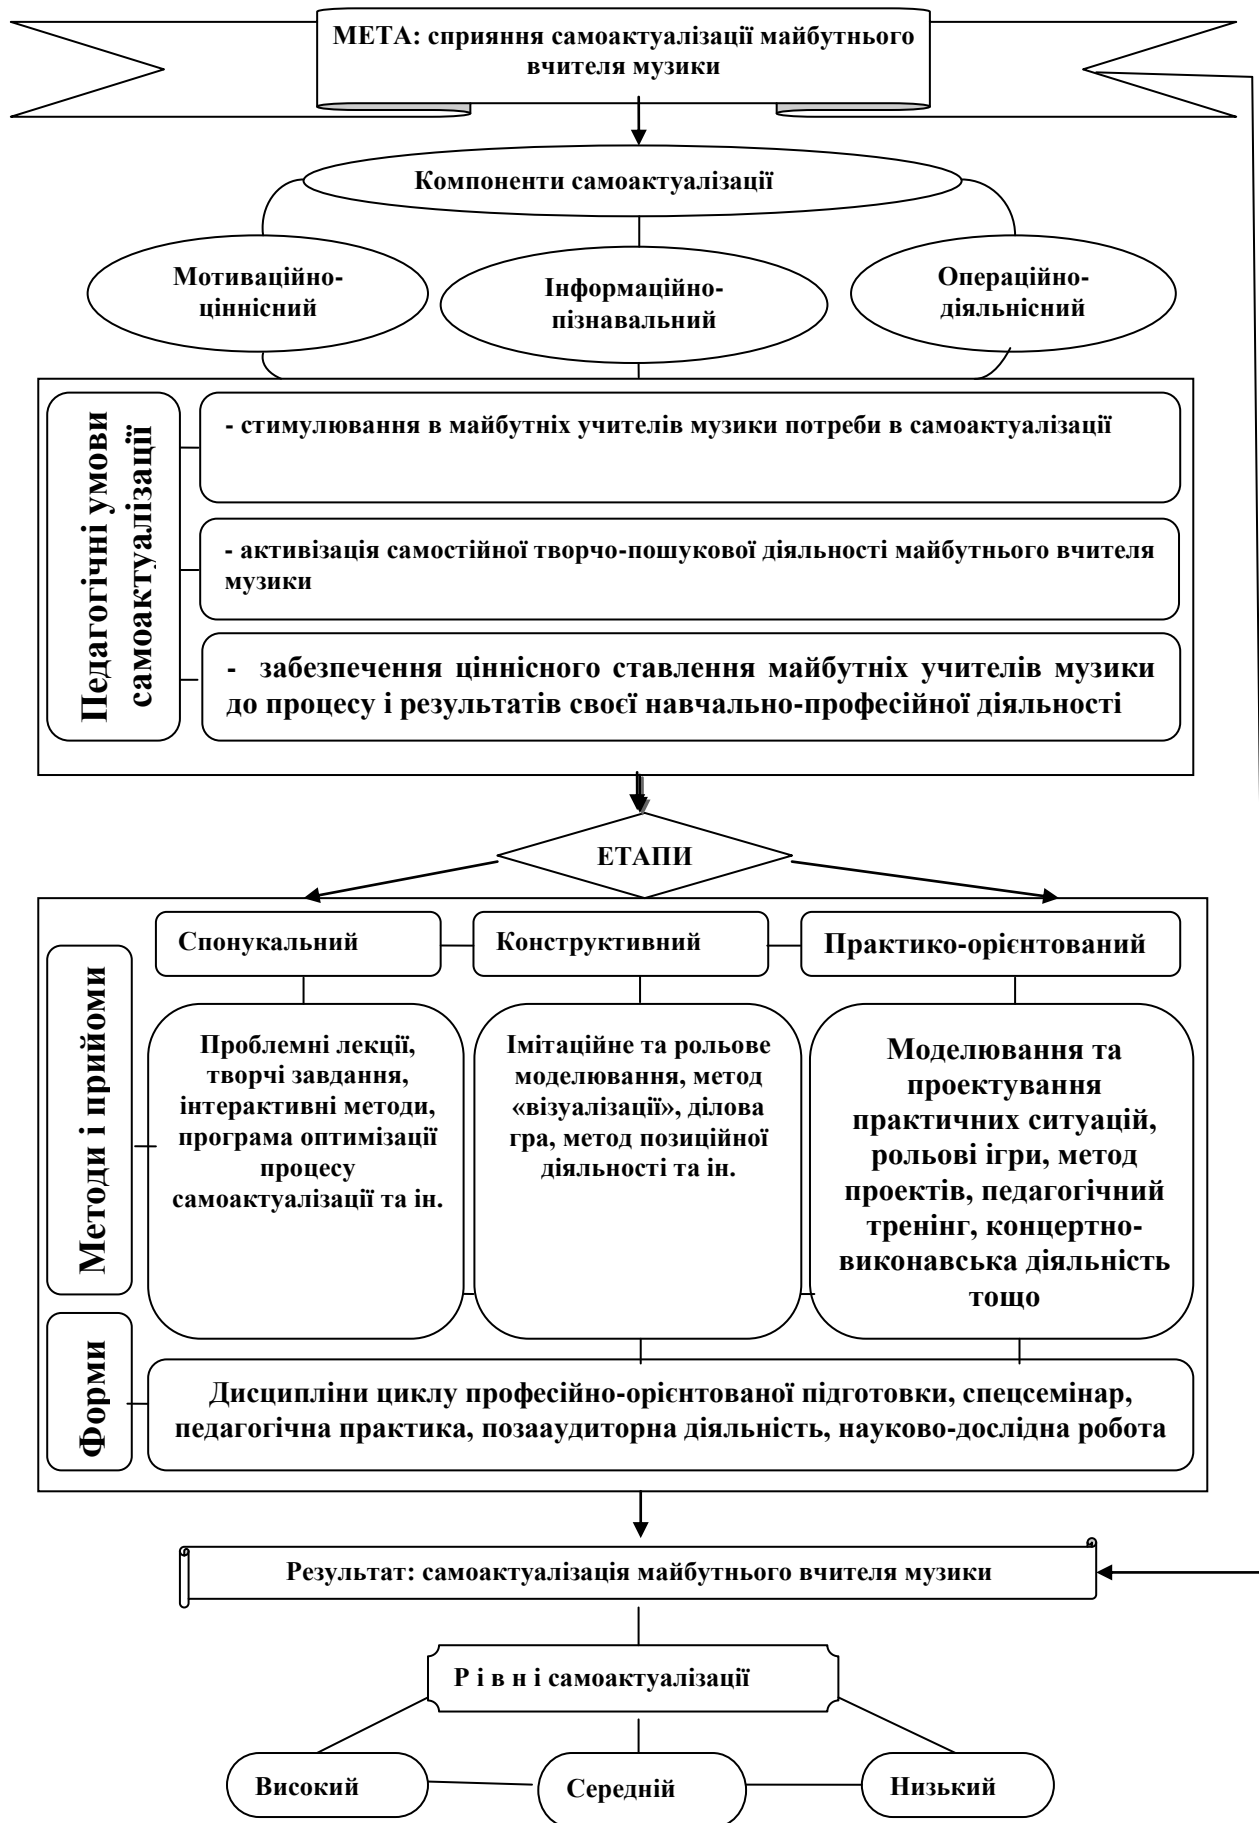 МЕТА: сприяння самоактуалізації майбутнього
вчителя музики
Компоненти самоактуалізації
Мотиваційно-
ціннісний
Інформаційно-
пізнавальний
Операційно-
діяльнісний
Педагогічні умови
самоактуалізації
- стимулювання в майбутніх учителів музики потреби в самоактуалізації
- активізація самостійної творчо-пошукової діяльності майбутнього вчителя
музики
- забезпечення ціннісного ставлення майбутніх учителів музики
до процесу і результатів своєї навчально-професійної діяльності
ЕТАПИ
Спонукальний
Конструктивний
Практико-орієнтований
Методи і прийоми
Проблемні лекції,
творчі завдання,
інтерактивні методи,
програма оптимізації
процесу
самоактуалізації та ін.
Імітаційне та рольове
моделювання, метод
«візуалізації», ділова
гра, метод позиційної
діяльності та ін.
Моделювання та
проектування
практичних ситуацій,
рольові ігри, метод
проектів, педагогічний
тренінг, концертно-
виконавська діяльність
тощо
Форми
Дисципліни циклу професійно-орієнтованої підготовки, спецсемінар,
педагогічна практика, позааудиторна діяльність, науково-дослідна робота
Результат: самоактуалізація майбутнього вчителя музики
Р і в н і самоактуалізації
Високий
Середній
Низький